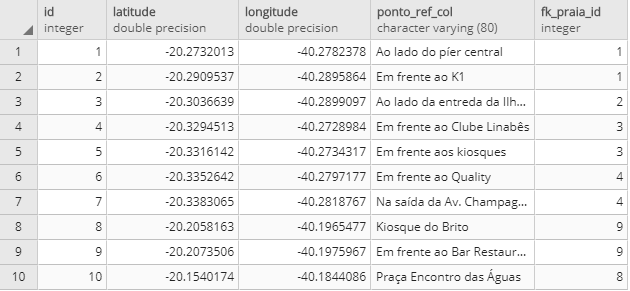 id latitude longitude ponto_ref_col fk_praia_id
integer double precision double precision character varying (80) integer
1 1 -20.2732013 -40.2782378 Ao lado do píer central 1
2 2 -20.2909537 -40.2895864 Em frente ao K1 1
3 3 -20.3036639 -40.2899097 Ao lado da entreda da Ilh... 2
4 4 -20.3294513 -40.2728984 Em frente ao Clube Linabês 3
5 5 -20.3316142 -40.2734317 Em frente aos kiosques 3
6 6 -20.3352642 -40.2797177 Em frente ao Quality 4
7 7 -20.3383065 -40.2818767 Na saída da Av. Champag... 4
8 8 -20.2058163 -40.1965477 Kiosque do Brito 9
9 9 -20.2073506 -40.1975967 Em frente ao Bar Restaur... 9
10 10 -20.1540174 -40.1844086 Praça Encontro das Águas 8